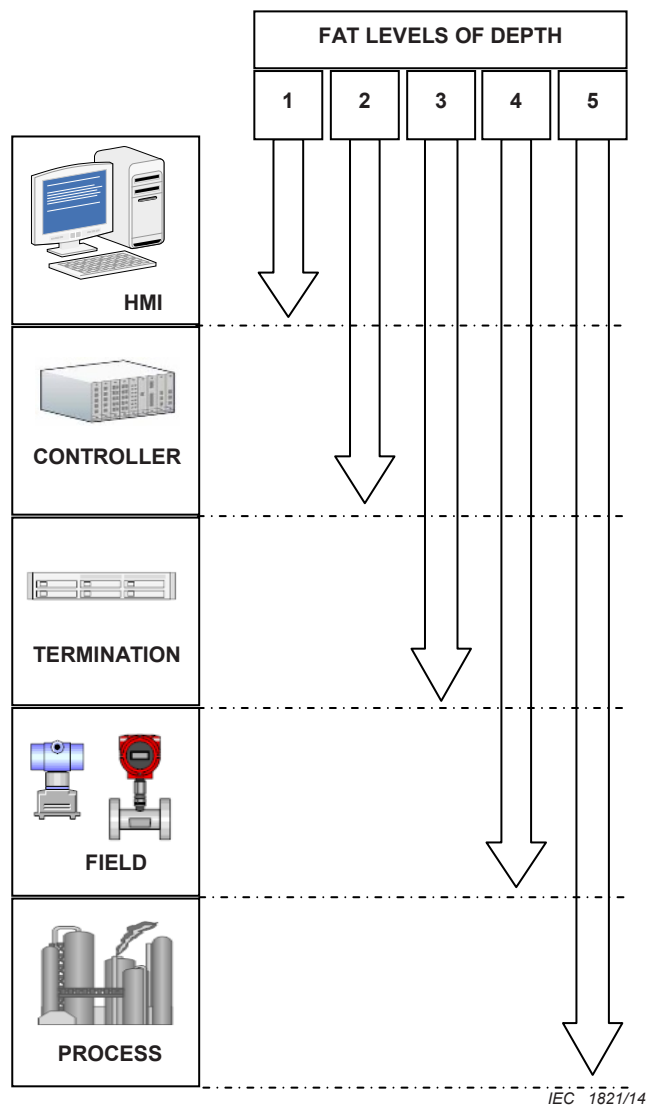 FAT LEVELS OF DEPTH
1 2 3 4 5
HMI
CONTROLLER
TERMINATION
FIELD
PROCESS
IEC 1821/14